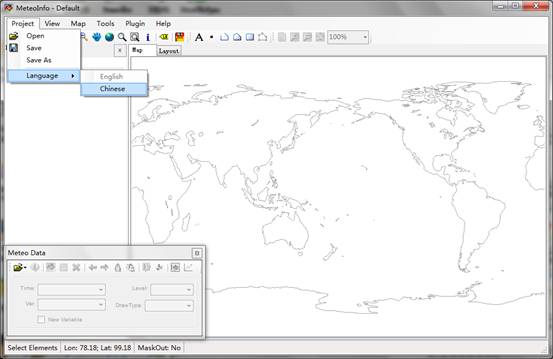 MeteoInfo - Default
Project View Map Tools Plugin Help
Open
Save
Save As
Language
English
Chinese
A
100%
Map Layout
Meteo Data
Time: Level:
Var: DrawType:
New Variable
Select Elements Lon: 78.18; Lat: 99.18 MaskOut: No